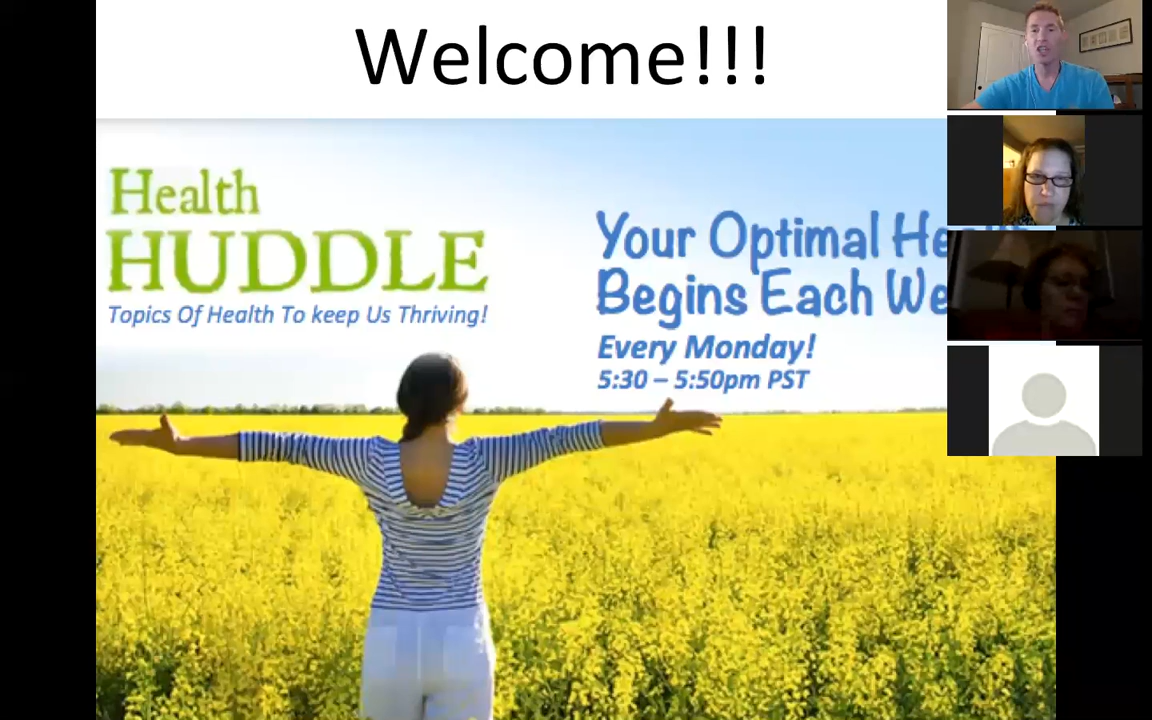 Welcome!!!
Health
HUDDLE
Topics Of Health To keep Us Thriving!
Your Optimal
Begins Each
Every Monday!
5:30 – 5:50pm PST